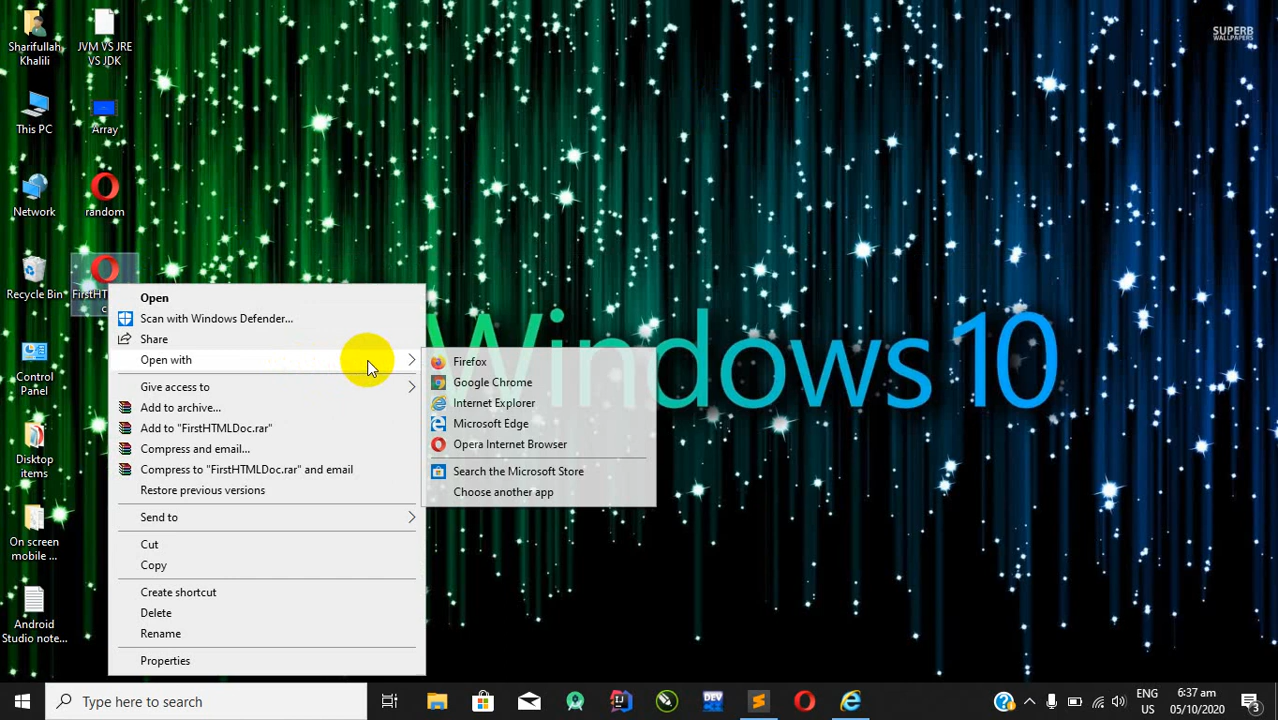 Sharifullah
Khalili
JVM VS JRE
VS JDK
This PC
Array
Network
random
Recycle Bin
Control
Panel
Disktop
items
On screen
mobile ...
Android
Studio note...
SUPERB
WALLPAPERS
Windows 10
Open
Scan with Windows Defender...
Share
Open with
Give access to
Add to archive...
Add to "FirstHTMLDoc.rar"
Compress and email...
Compress to "FirstHTMLDoc.rar" and email
Restore previous versions
Send to
Cut
Copy
Create shortcut
Delete
Rename
Properties
Firefox
Google Chrome
Internet Explorer
Microsoft Edge
Opera Internet Browser
Search the Microsoft Store
Choose another app
Type here to search
DEV
ENG
US
6:37 am
05/10/2020
3